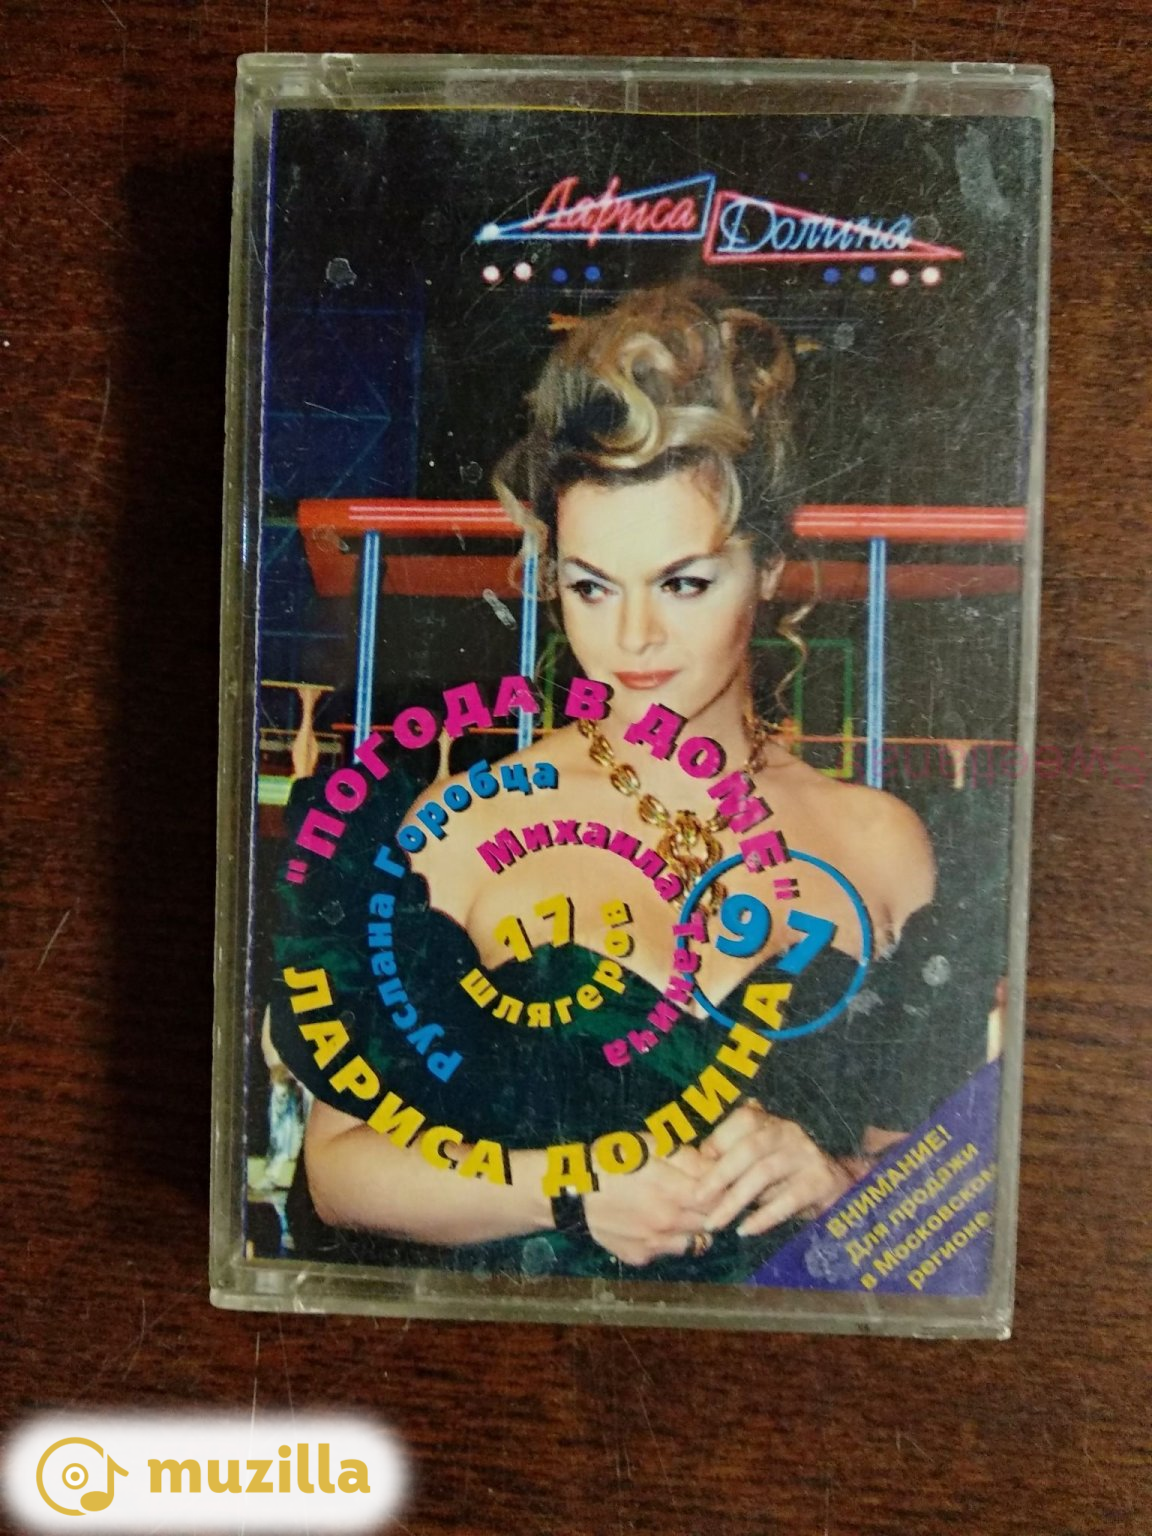 Лариса Долина
"ПОГОДА В ДОМЕ"
97
Руслана Горобца
Михаила Танича
17
шлягеров
ЛАРИСА ДОЛИНА
ВНИМАНИЕ!
Для продажи
в Московском
регионе
muzilla